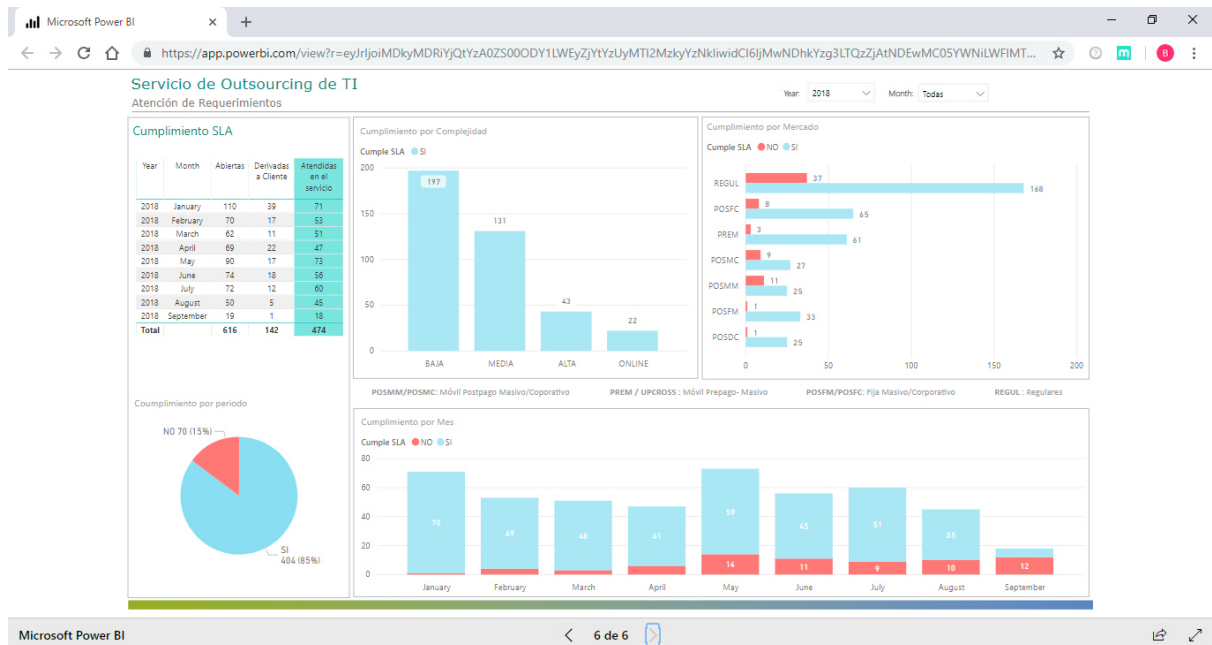 Microsoft Power BI
https://app.powerbi.com/view?r=
Servicio de Outsourcing de TI
Atención de Requerimientos
Year: 2018 Month: Todas
Cumplimiento SLA
Year Month Abiertas Derivadas a Cliente Atendidas en el servicio
2018 January 110 39 71
2018 February 70 17 53
2018 March 62 11 51
2018 April 69 22 47
2018 May 90 17 73
2018 June 74 18 56
2018 July 72 12 60
2018 August 50 5 45
2018 September 19 1 18
Total 616 142 474
Cumplimiento por Complejidad
Cumple SLA SI
200
150
100
50
0
197
131
43
22
BAJA MEDIA ALTA ONLINE
Cumplimiento por Mercado
Cumple SLA NO SI
REGUL 37 168
POSFC 8 65
PREM 3 61
POSMC 9 27
POSMM 11 25
POSFM 1 33
POSDC 1 25
0 50 100 150 200
POSMM/POSMC: Móvil Postpago Masivo/Coporativo PREM / UPCROSS : Móvil Prepago- Masivo POSFM/POSFC: Fija Masivo/Corporativo REGUL : Regulares
Coumplimiento por periodo
NO 70 (15%)
SI
404 (85%)
Cumplimiento por Mes
Cumple SLA NO SI
80
60
40
20
0
70 49 48 41 59 45 51 35
14 11 9 10 12
January February March April May June July August September
Microsoft Power BI
6 de 6